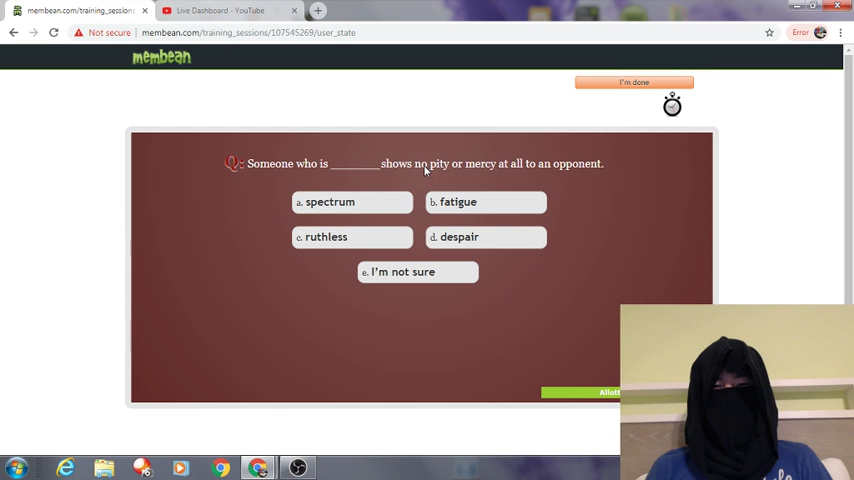 membean.com/training_sessions
Live Dashboard - YouTube
Not secure
membean.com/training_sessions/107545269/user_state
Error
membean
I'm done
Q: Someone who is ________ shows no pity or mercy at all to an opponent.
a. spectrum
b. fatigue
c. ruthless
d. despair
e. I'm not sure
Allott